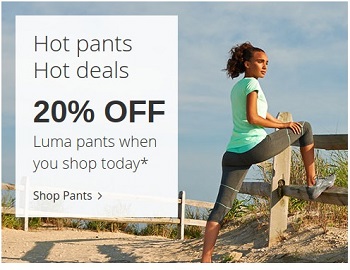 Hot pants
Hot deals
20% OFF
Luma pants when
you shop today*
Shop Pants >